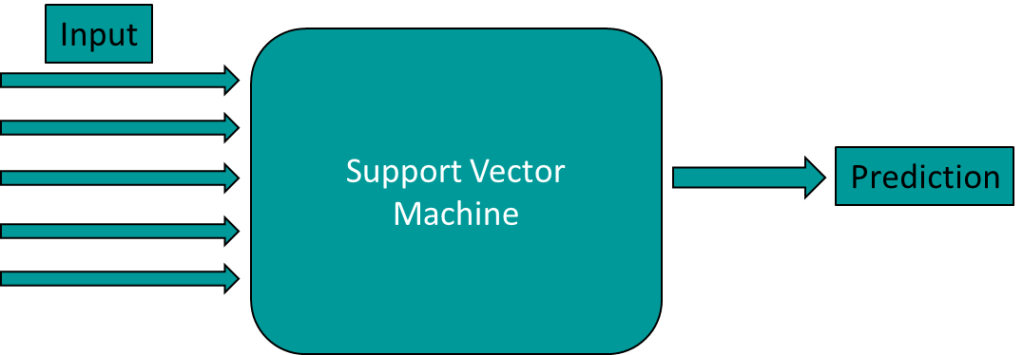 Input
Support Vector
Machine
Prediction